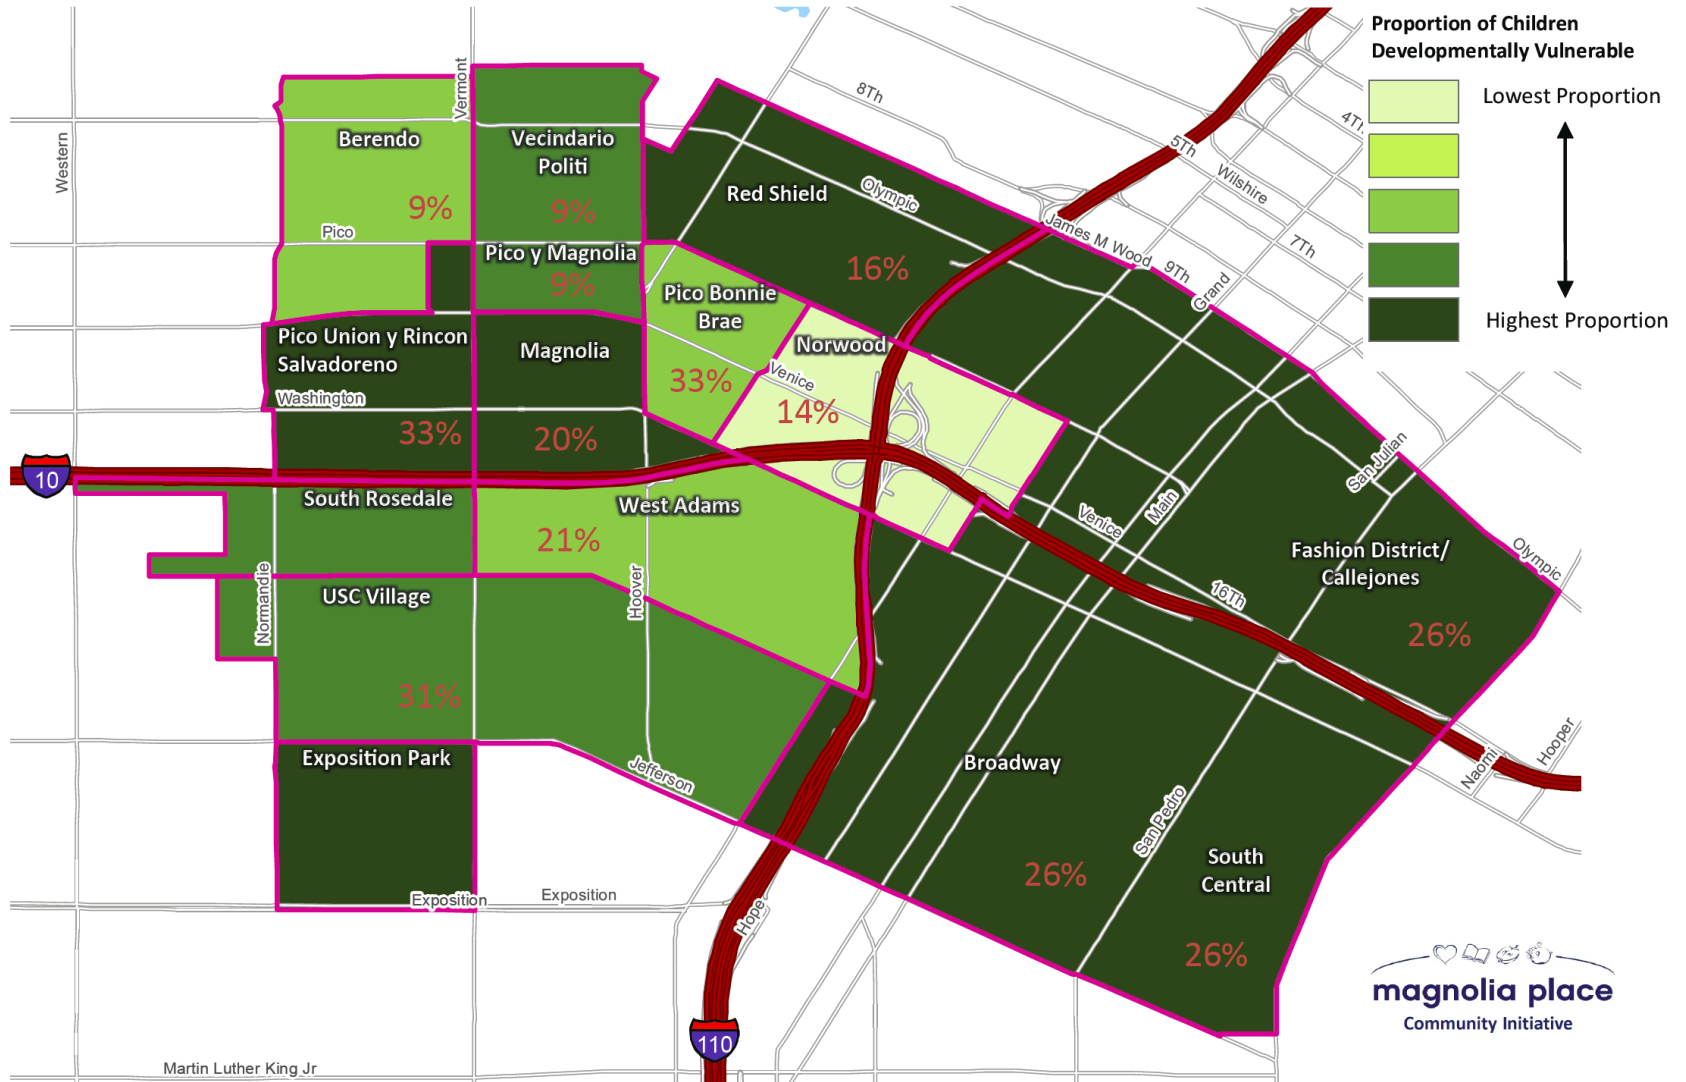 Proportion of Children
Developmentally Vulnerable
Lowest Proportion
Highest Proportion
8Th
4Th
5Th
Wilshire
7Th
Vermont
Western
Berendo
9%
Vecindario
Politi
9%
Red Shield
Olympic
16%
James M Wood
9Th
Grand
Pico
Pico y Magnolia
9%
Pico Bonnie
Brae
33%
Norwood
Venice
14%
Pico Union y Rincon
Salvadoreno
Washington
33%
Magnolia
20%
10
South Rosedale
West Adams
21%
Hoover
Normandie
USC Village
31%
San Julian
Main
Venice
16Th
Fashion District/
Callejones
26%
Olympic
Exposition Park
Jefferson
Broadway
26%
San Pedro
South
Central
26%
Naomi
Hooper
Exposition
Exposition
Hope
110
Martin Luther King Jr
magnolia place
Community Initiative